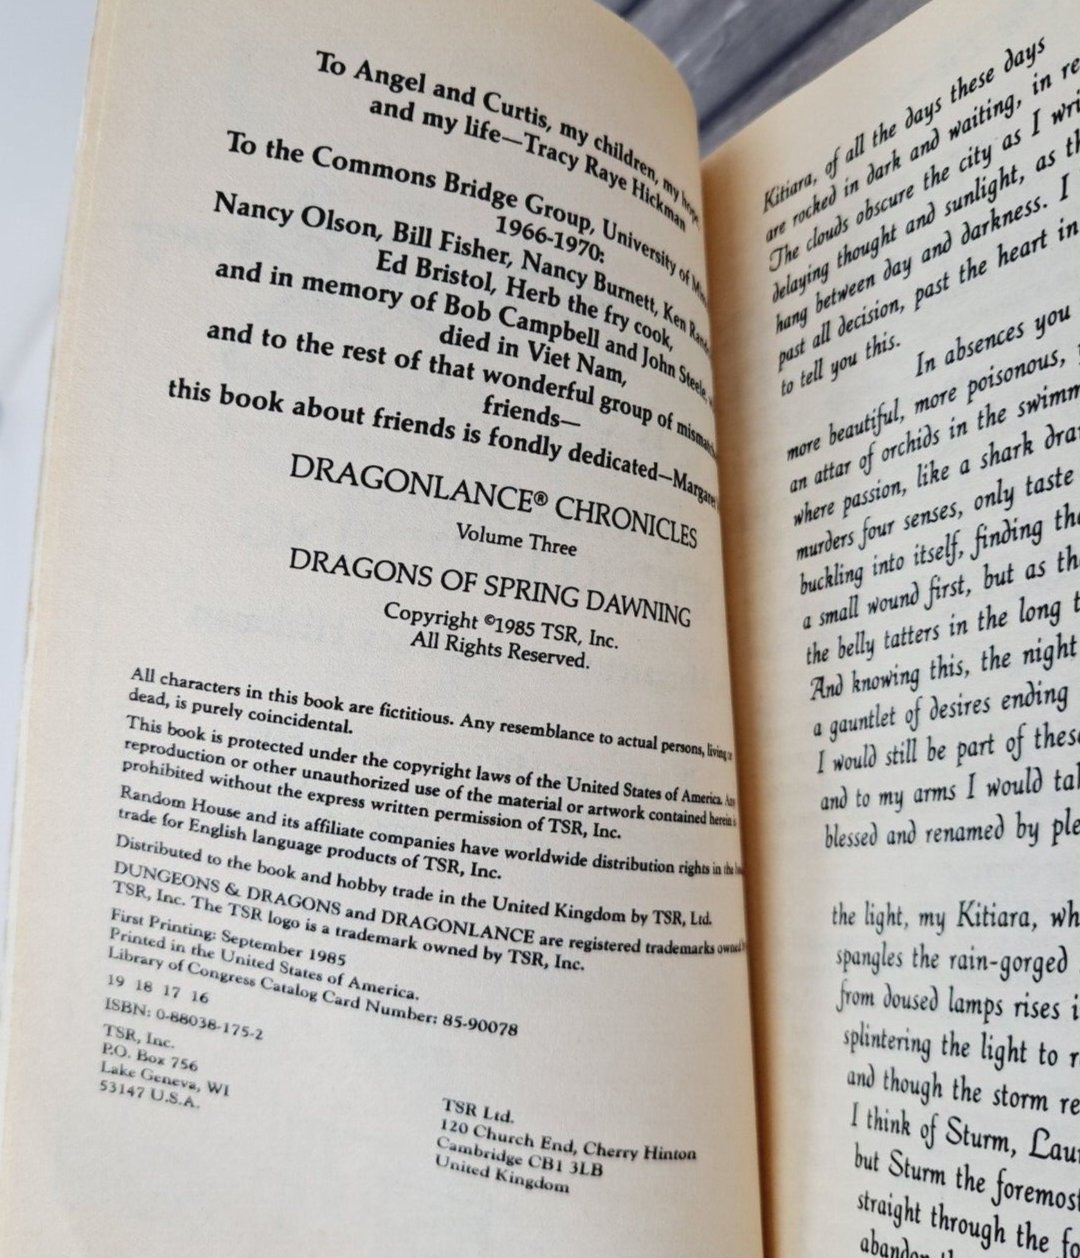 To Angel and Curtis, my children, my hope
and my life—Tracy Raye Hickman
To the Commons Bridge Group, University of
1966-1970:
Nancy Olson, Bill Fisher, Nancy Burnett, Ken
Ed Bristol, Herb the fry cook,
and in memory of Bob Campbell and John Steele,
died in Viet Nam,
and to the rest of that wonderful group of
friends—
this book about friends is fondly dedicated—Margaret
DRAGONLANCE® CHRONICLES
Volume Three
DRAGONS OF SPRING DAWNING
Copyright ©1985 TSR, Inc.
All Rights Reserved.
All characters in this book are fictitious. Any resemblance to actual persons, living or
dead, is purely coincidental.
This book is protected under the copyright laws of the United States of America. Any
reproduction or other unauthorized use of the material or artwork contained herein is
prohibited without the express written permission of TSR, Inc.
Random House and its affiliate companies have worldwide distribution rights in the
trade for English language products of TSR, Inc.
Distributed to the book and hobby trade in the United Kingdom by TSR, Ltd.
DUNGEONS & DRAGONS and DRAGONLANCE are registered trademarks owned
TSR, Inc. The TSR logo is a trademark owned by TSR, Inc.
First Printing: September 1985
Printed in the United States of America.
Library of Congress Catalog Card Number: 85-90078
19 18 17 16
ISBN: 0-88038-175-2
TSR, Inc.
P.O. Box 756
Lake Geneva, WI
53147 U.S.A.
TSR Ltd.
120 Church End, Cherry Hinton
Cambridge CB1 3LB
United Kingdom
Kitiara, of all the days these days
are rocked in dark and waiting, in
The clouds obscure the city as I
delaying thought and sunlight, as
hang between day and darkness. I
past all decision, past the heart in
to tell you this.
In absences you
more beautiful, more poisonous,
an attar of orchids in the
where passion, like a shark
murders four senses, only taste
buckling into itself, finding
a small wound first, but as
the belly tatters in the long
And knowing this, the night
a gauntlet of desires ending
I would still be part of
and to my arms I would
blessed and renamed by
the light, my Kitiara,
spangles the rain-gorged
from doused lamps rises
splintering the light to
and though the storm
I think of Sturm,
but Sturm the foremost
straight through the